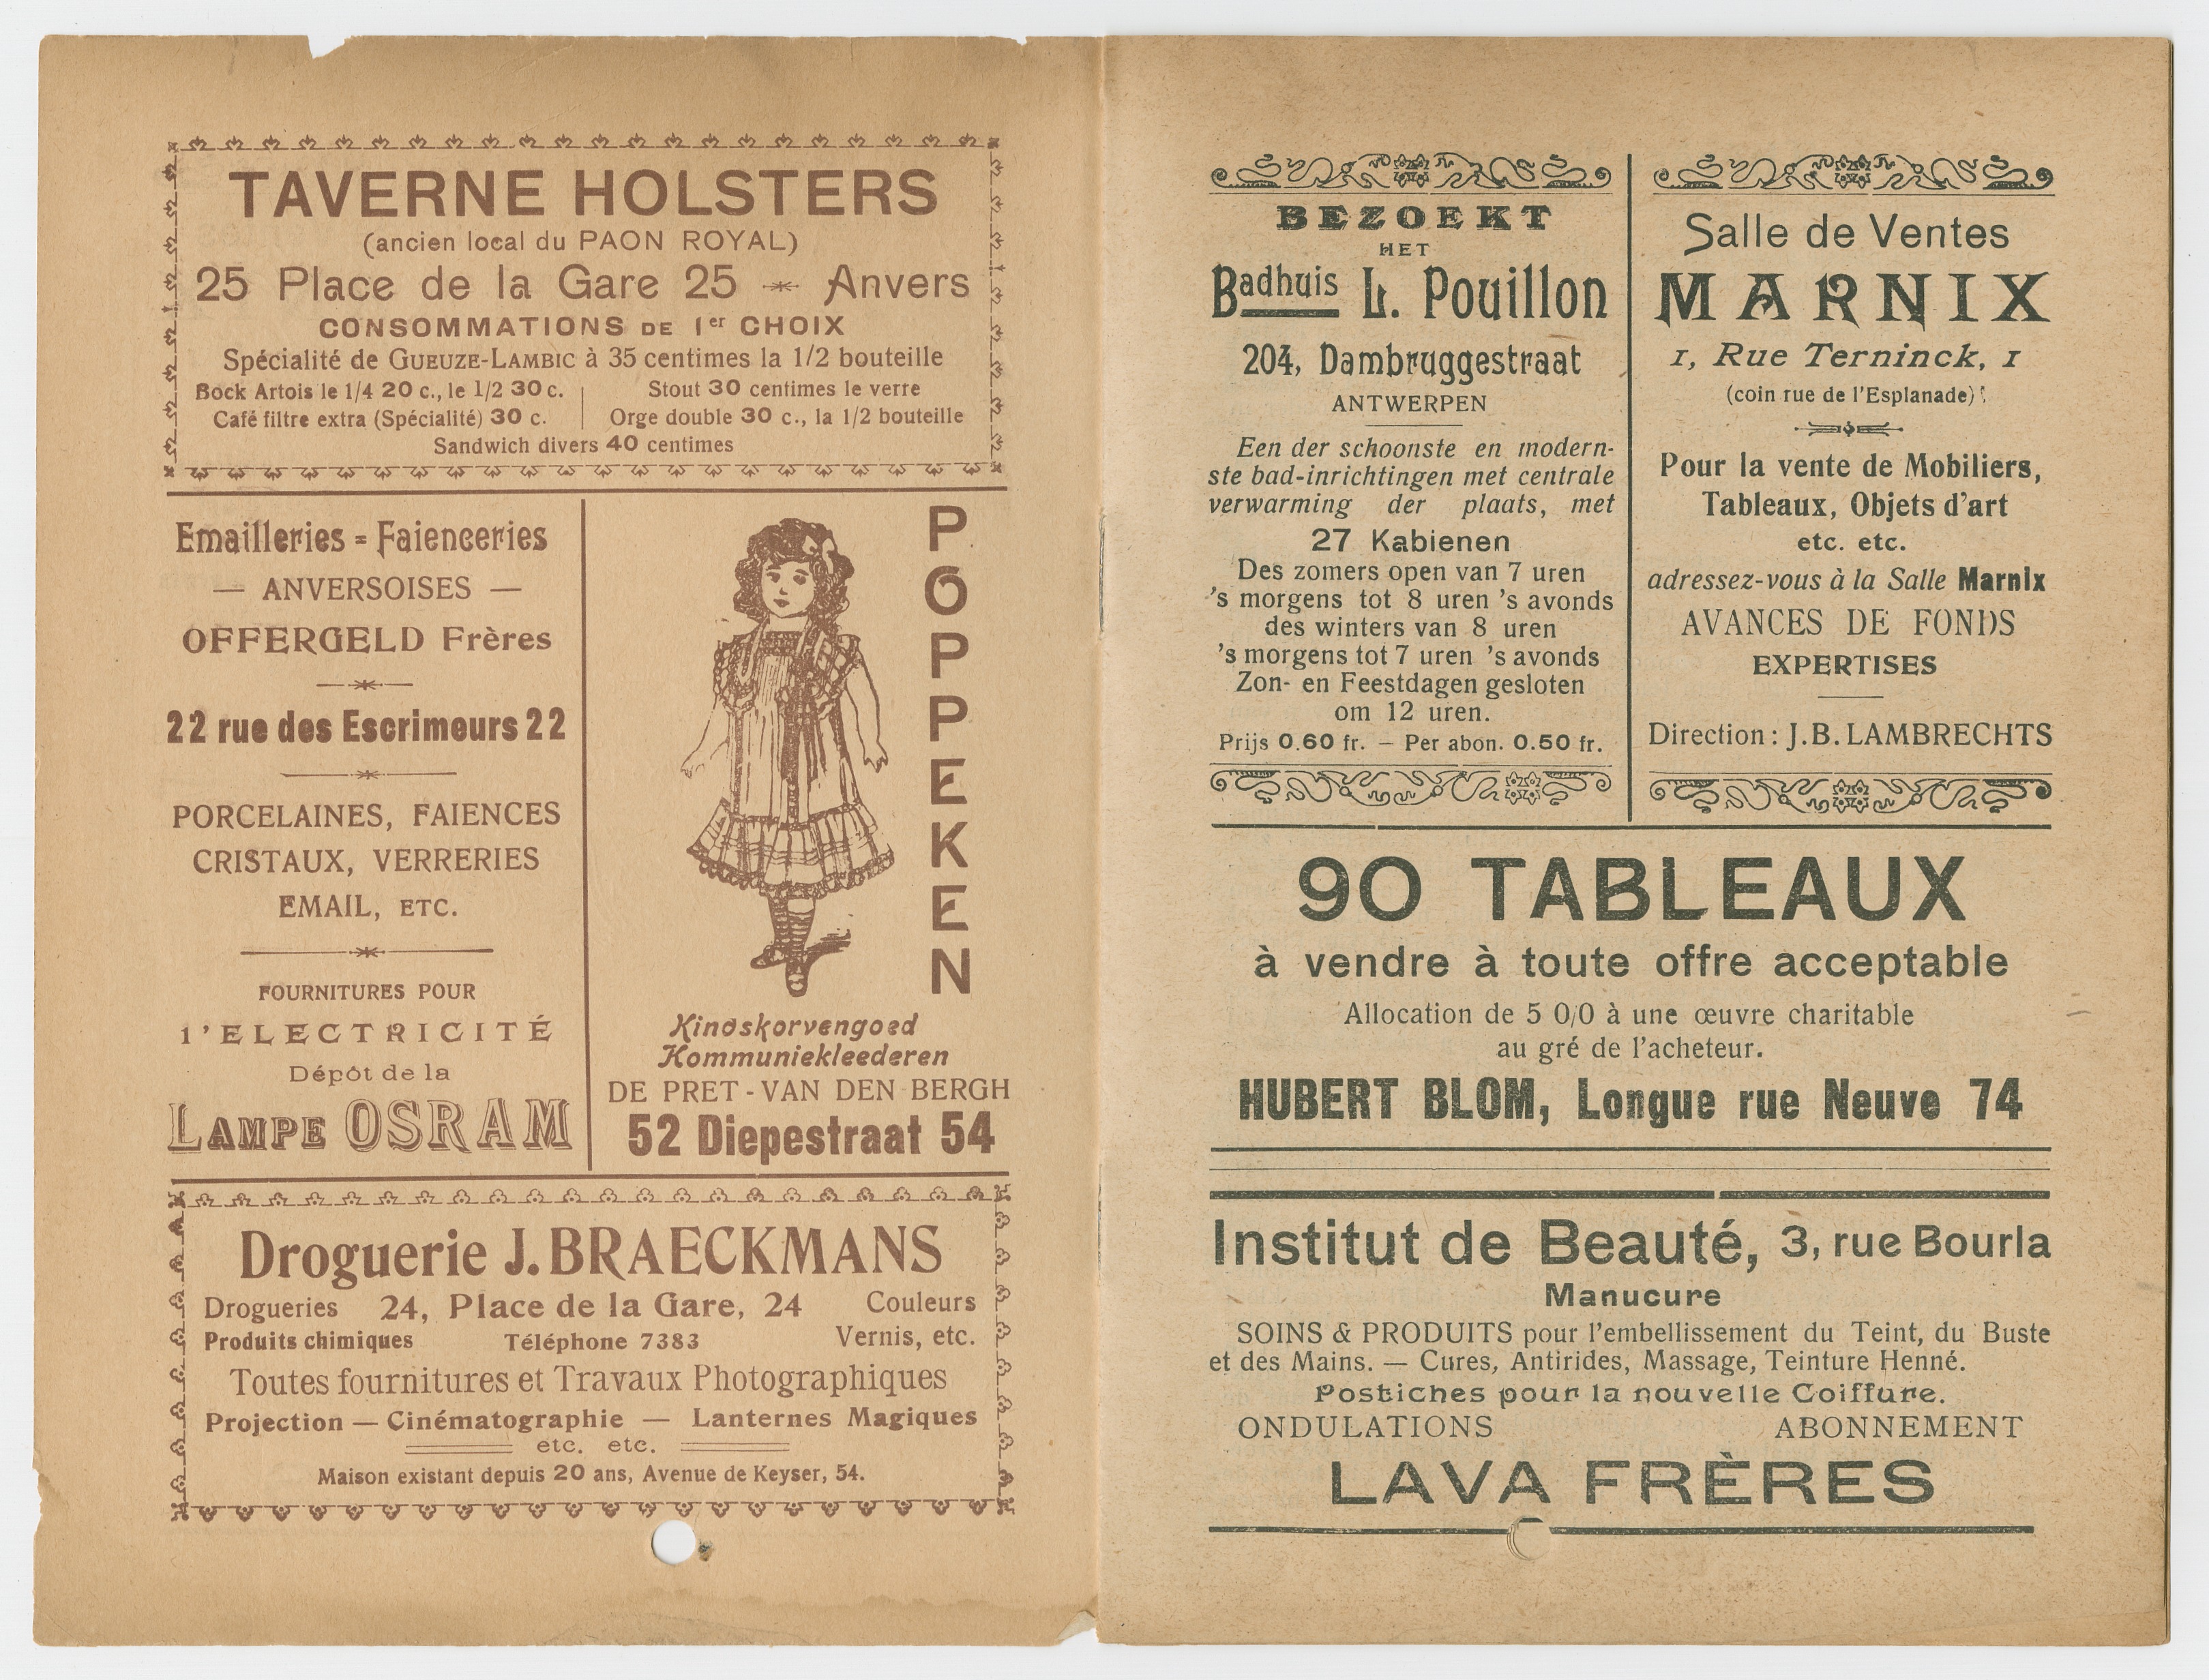 TAVERNE HOLSTERS
(ancien local du PAON ROYAL)
25 Place de la Gare 25 Anvers
CONSOMMATIONS DE 1er CHOIX
Spécialité de GUEUZE-LAMBIC à 35 centimes la 1/2 bouteille
Bock Artois le 1/4 20 c., le 1/2 30 c.
Café filtre extra (Spécialité) 30 c.
Stout 30 centimes le verre
Orge double 30 c., la 1/2 bouteille
Sandwich divers 40 centimes
Emailleries = Faienceries
— ANVERSOISES —
OFFERGELD Frères
22 rue des Escrimeurs 22
PORCELAINES, FAIENCES
CRISTAUX, VERRERIES
EMAIL, ETC.
FOURNITURES POUR
l'ELECTRICITÉ
Dépôt de la
LAMPE OSRAM
POPPEKEN
Kindskorvengoed
Kommuniekleederen
DE PRET - VAN DEN BERGH
52 Diepestraat 54
Droguerie J. BRAECKMANS
Drogueries 24, Place de la Gare, 24 Couleurs
Produits chimiques Téléphone 7383 Vernis, etc.
Toutes fournitures et Travaux Photographiques
Projection — Cinématographie — Lanternes Magiques
etc. etc.
Maison existant depuis 20 ans, Avenue de Keyser, 54.
BEZOEKT
HET
Badhuis L. Pouillon
204, Dambruggestraat
ANTWERPEN
Een der schoonste en modern-
ste bad-inrichtingen met centrale
verwarming der plaats, met
27 Kabienen
Des zomers open van 7 uren
's morgens tot 8 uren 's avonds
des winters van 8 uren
's morgens tot 7 uren 's avonds
Zon- en Feestdagen gesloten
om 12 uren.
Prijs 0.60 fr. — Per abon. 0.50 fr.
Salle de Ventes
MARNIX
1, Rue Terninck, 1
(coin rue de l'Esplanade)
Pour la vente de Mobiliers,
Tableaux, Objets d'art
etc. etc.
adressez-vous à la Salle Marnix
AVANCES DE FONDS
EXPERTISES
Direction : J.B. LAMBRECHTS
90 TABLEAUX
à vendre à toute offre acceptable
Allocation de 5 0/0 à une œuvre charitable
au gré de l'acheteur.
HUBERT BLOM, Longue rue Neuve 74
Institut de Beauté, 3, rue Bourla
Manucure
SOINS & PRODUITS pour l'embellissement du Teint, du Buste
et des Mains. — Cures, Antirides, Massage, Teinture Henné.
Postiches pour la nouvelle Coiffure.
ONDULATIONS ABONNEMENT
LAVA FRÈRES